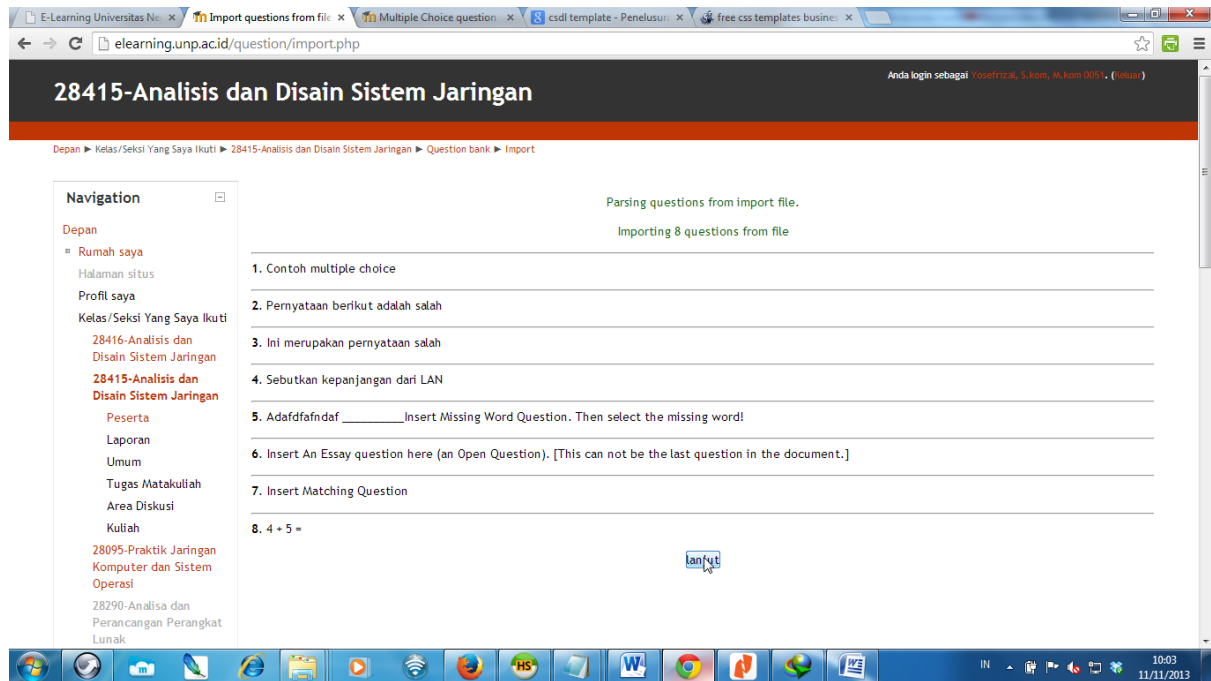 E-Learning Universitas Ne
Import questions from file
Multiple Choice question
csdl template - Penelusur
free css templates busine
elearning.unp.ac.id/question/import.php
28415-Analisis dan Disain Sistem Jaringan
Anda login sebagai Yosefrizal, S.kom, M.kom 0051. (Keluar)
Depan ► Kelas/Seksi Yang Saya Ikuti ► 28415-Analisis dan Disain Sistem Jaringan ► Question bank ► Import
Navigation
Depan
Rumah saya
Halaman situs
Profil saya
Kelas/Seksi Yang Saya Ikuti
28416-Analisis dan
Disain Sistem Jaringan
28415-Analisis dan
Disain Sistem Jaringan
Peserta
Laporan
Umum
Tugas Matakuliah
Area Diskusi
Kuliah
28095-Praktik Jaringan
Komputer dan Sistem
Operasi
28290-Analisa dan
Perancangan Perangkat
Lunak
Parsing questions from import file.
Importing 8 questions from file
1. Contoh multiple choice
2. Pernyataan berikut adalah salah
3. Ini merupakan pernyataan salah
4. Sebutkan kepanjangan dari LAN
5. Adafdfafndaf _________Insert Missing Word Question. Then select the missing word!
6. Insert An Essay question here (an Open Question). [This can not be the last question in the document.]
7. Insert Matching Question
8. 4 + 5 =
lanjut
HS
IN
10:03
11/11/2013